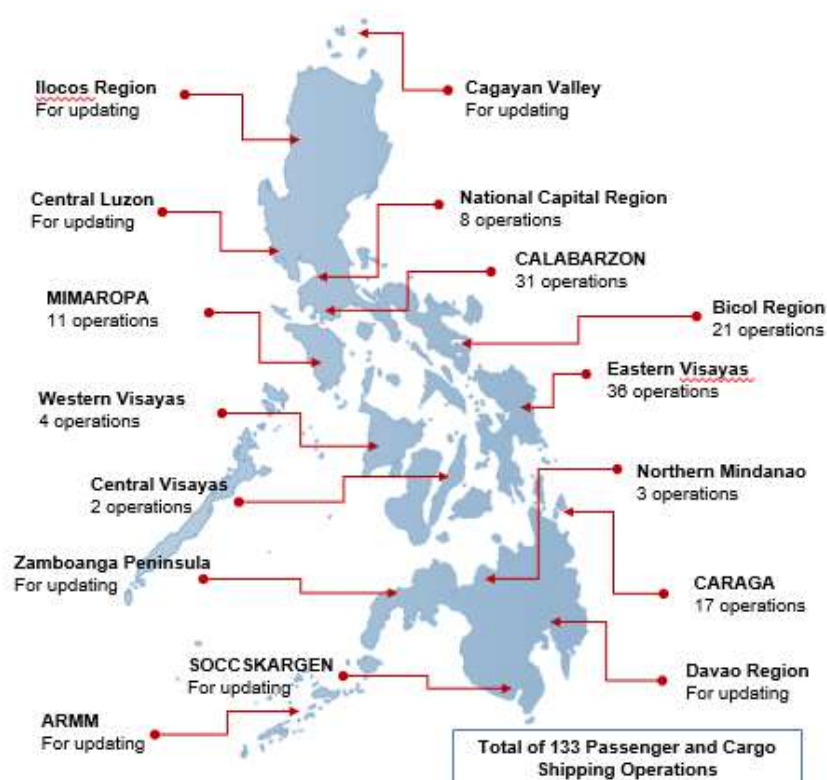 Ilocos Region
For updating
Cagayan Valley
For updating
Central Luzon
For updating
National Capital Region
8 operations
CALABARZON
31 operations
MIMAROPA
11 operations
Bicol Region
21 operations
Eastern Visayas
36 operations
Western Visayas
4 operations
Central Visayas
2 operations
Northern Mindanao
3 operations
Zamboanga Peninsula
For updating
CARAGA
17 operations
SOCCSKARGEN
For updating
Davao Region
For updating
ARMM
For updating
Total of 133 Passenger and Cargo
Shipping Operations